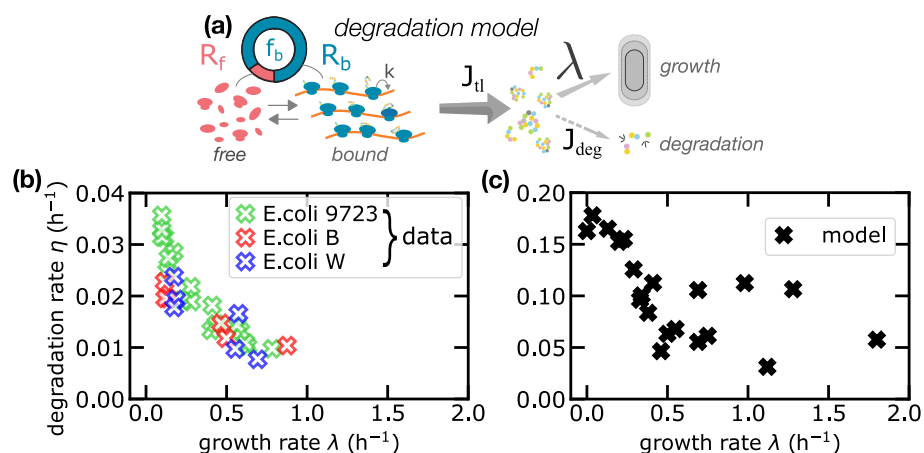 (a)
degradation model
f_b
R_f
R_b
k
J_tl
λ
growth
J_deg
degradation
free
bound
(b)
degradation rate η (h⁻¹)
0.04
0.03
0.02
0.01
0.00
E.coli 9723
E.coli B
E.coli W
data
0.0 0.5 1.0 1.5 2.0
growth rate λ (h⁻¹)
(c)
0.20
0.15
0.10
0.05
0.00
model
0.0 0.5 1.0 1.5 2.0
growth rate λ (h⁻¹)